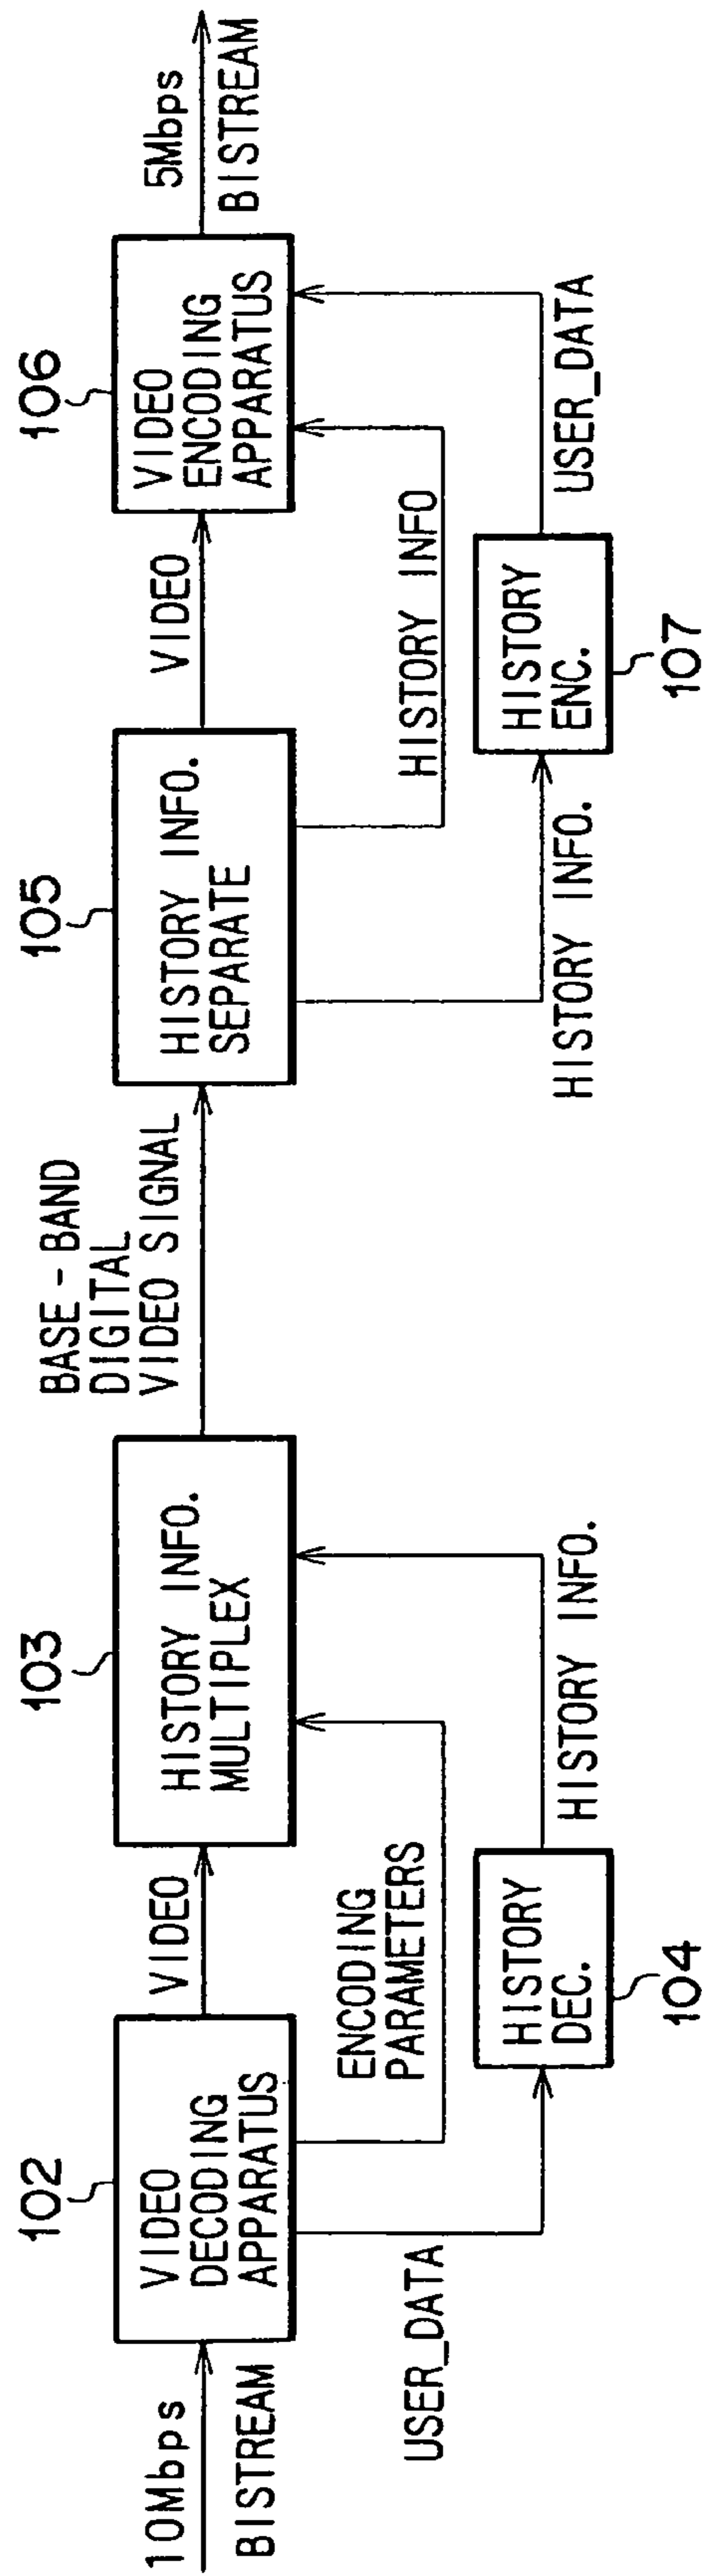 10Mbps
BISTREAM
102
VIDEO
DECODING
APPARATUS
VIDEO
ENCODING
PARAMETERS
USER_DATA
HISTORY
DEC.
104
HISTORY INFO.
103
HISTORY INFO.
MULTIPLEX
BASE - BAND
DIGITAL
VIDEO SIGNAL
105
HISTORY INFO.
SEPARATE
VIDEO
HISTORY INFO
HISTORY INFO.
HISTORY
ENC.
107
USER_DATA
106
VIDEO
ENCODING
APPARATUS
5Mbps
BISTREAM